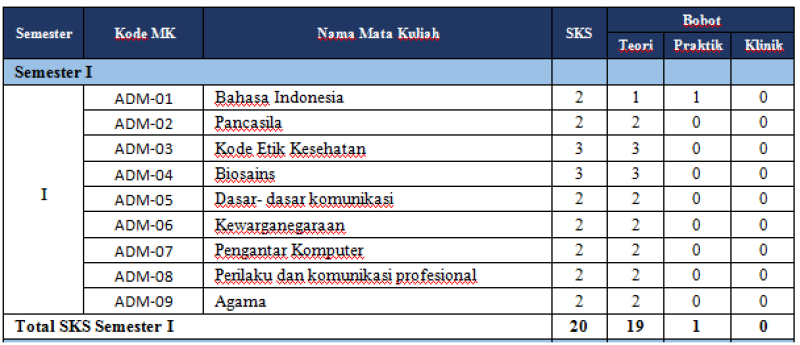 Semester Kode MK Nama Mata Kuliah SKS Bobot
Teori Praktik Klinik
Semester I
I
ADM-01 Bahasa Indonesia 2 1 1 0
ADM-02 Pancasila 2 2 0 0
ADM-03 Kode Etik Kesehatan 3 3 0 0
ADM-04 Biosains 3 3 0 0
ADM-05 Dasar- dasar komunikasi 2 2 0 0
ADM-06 Kewarganegaraan 2 2 0 0
ADM-07 Pengantar Komputer 2 2 0 0
ADM-08 Perilaku dan komunikasi profesional 2 2 0 0
ADM-09 Agama 2 2 0 0
Total SKS Semester I 20 19 1 0